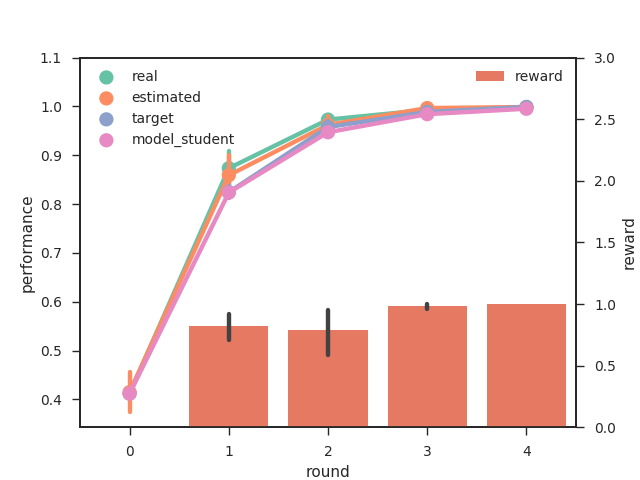 1.1
1.0
0.9
0.8
0.7
0.6
0.5
0.4
performance
real
estimated
target
model_student
reward
3.0
2.5
2.0
1.5
1.0
0.5
0.0
reward
0 1 2 3 4
round